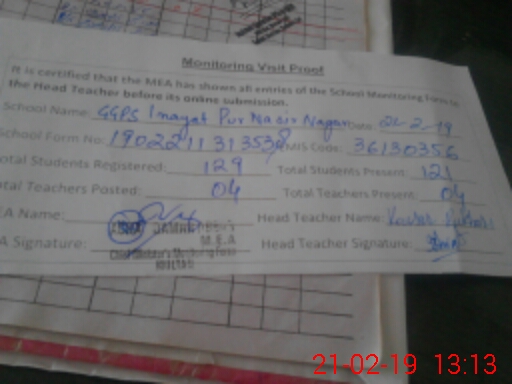 Monitoring Visit Proof
It is certified that the MEA has shown all entries of the School Monitoring Form to
the Head Teacher before its online submission.
School Name: GGPS Inayat Pur Nasir Nagar Date: 2-19
School Form No: EMIS Code: 36130356
Total Students Registered: 129 Total Students Present: 121
Total Teachers Posted: 04 Total Teachers Present: 04
MEA Name: Head Teacher Name: Kausar
MEA Signature: M.E.A Head Teacher Signature:
21-02-19 13:13